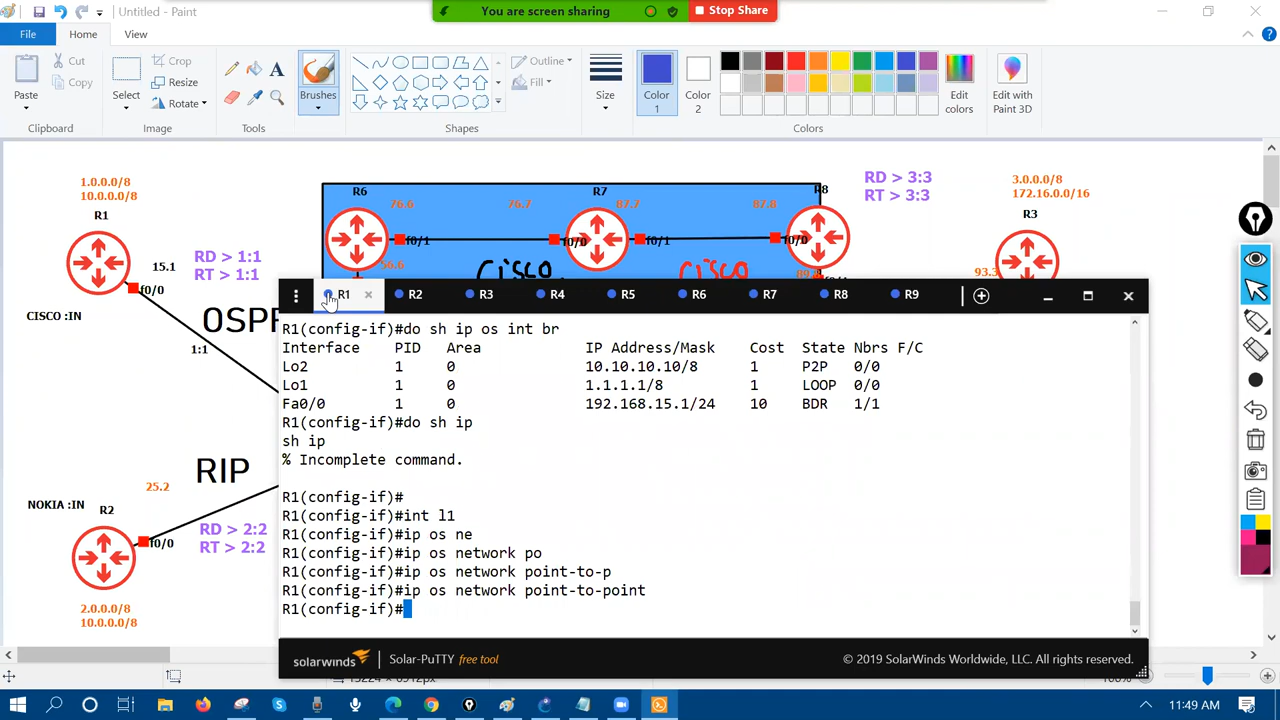 Untitled - Paint
You are screen sharing
Stop Share
File
Home
View
Paste
Cut
Copy
Clipboard
Select
Crop
Resize
Rotate
Image
Tools
Brushes
Shapes
Outline
Fill
Size
Color
1
Color
2
Colors
Edit
colors
Edit with
Paint 3D
1.0.0.0/8
10.0.0.0/8
R1
15.1
f0/0
RD > 1:1
RT > 1:1
CISCO :IN
OSPF
1:1
R6
76.6
f0/1
56.6
76.7
R7
87.7
f0/0
f0/1
87.8
R8
f0/0
CISCO
CISCO
RD > 3:3
RT > 3:3
3.0.0.0/8
172.16.0.0/16
R3
93.3
RIP
25.2
NOKIA :IN
R2
f0/0
RD > 2:2
RT > 2:2
2.0.0.0/8
10.0.0.0/8
R1
R2
R3
R4
R5
R6
R7
R8
R9
R1(config-if)#do sh ip os int br
Interface PID Area IP Address/Mask Cost State Nbrs F/C
Lo2 1 0 10.10.10.10/8 1 P2P 0/0
Lo1 1 0 1.1.1.1/8 1 LOOP 0/0
Fa0/0 1 0 192.168.15.1/24 10 BDR 1/1
R1(config-if)#do sh ip
sh ip
% Incomplete command.
R1(config-if)#
R1(config-if)#int l1
R1(config-if)#ip os ne
R1(config-if)#ip os network po
R1(config-if)#ip os network point-to-p
R1(config-if)#ip os network point-to-point
R1(config-if)#
solarwinds
Solar-PuTTY free tool
© 2019 SolarWinds Worldwide, LLC. All rights reserved.
11:49 AM